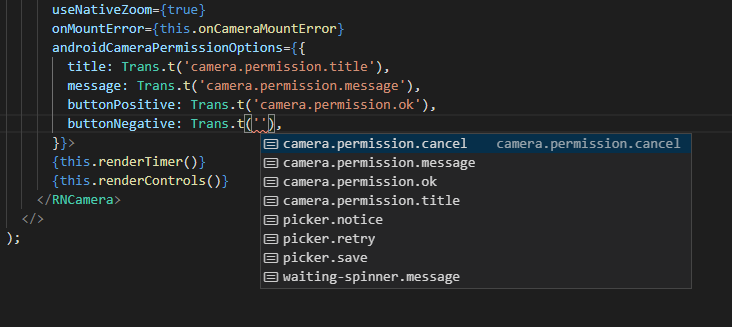 useNativeZoom={true}
onMountError={this.onCameraMountError}
androidCameraPermissionOptions={{
title: Trans.t('camera.permission.title'),
message: Trans.t('camera.permission.message'),
buttonPositive: Trans.t('camera.permission.ok'),
buttonNegative: Trans.t(''),
}}>
camera.permission.cancel camera.permission.cancel
{this.renderTimer()}
camera.permission.message
{this.renderControls()}
camera.permission.ok
</RNCamera>
camera.permission.title
</>
picker.notice
);
picker.retry
picker.save
waiting-spinner.message